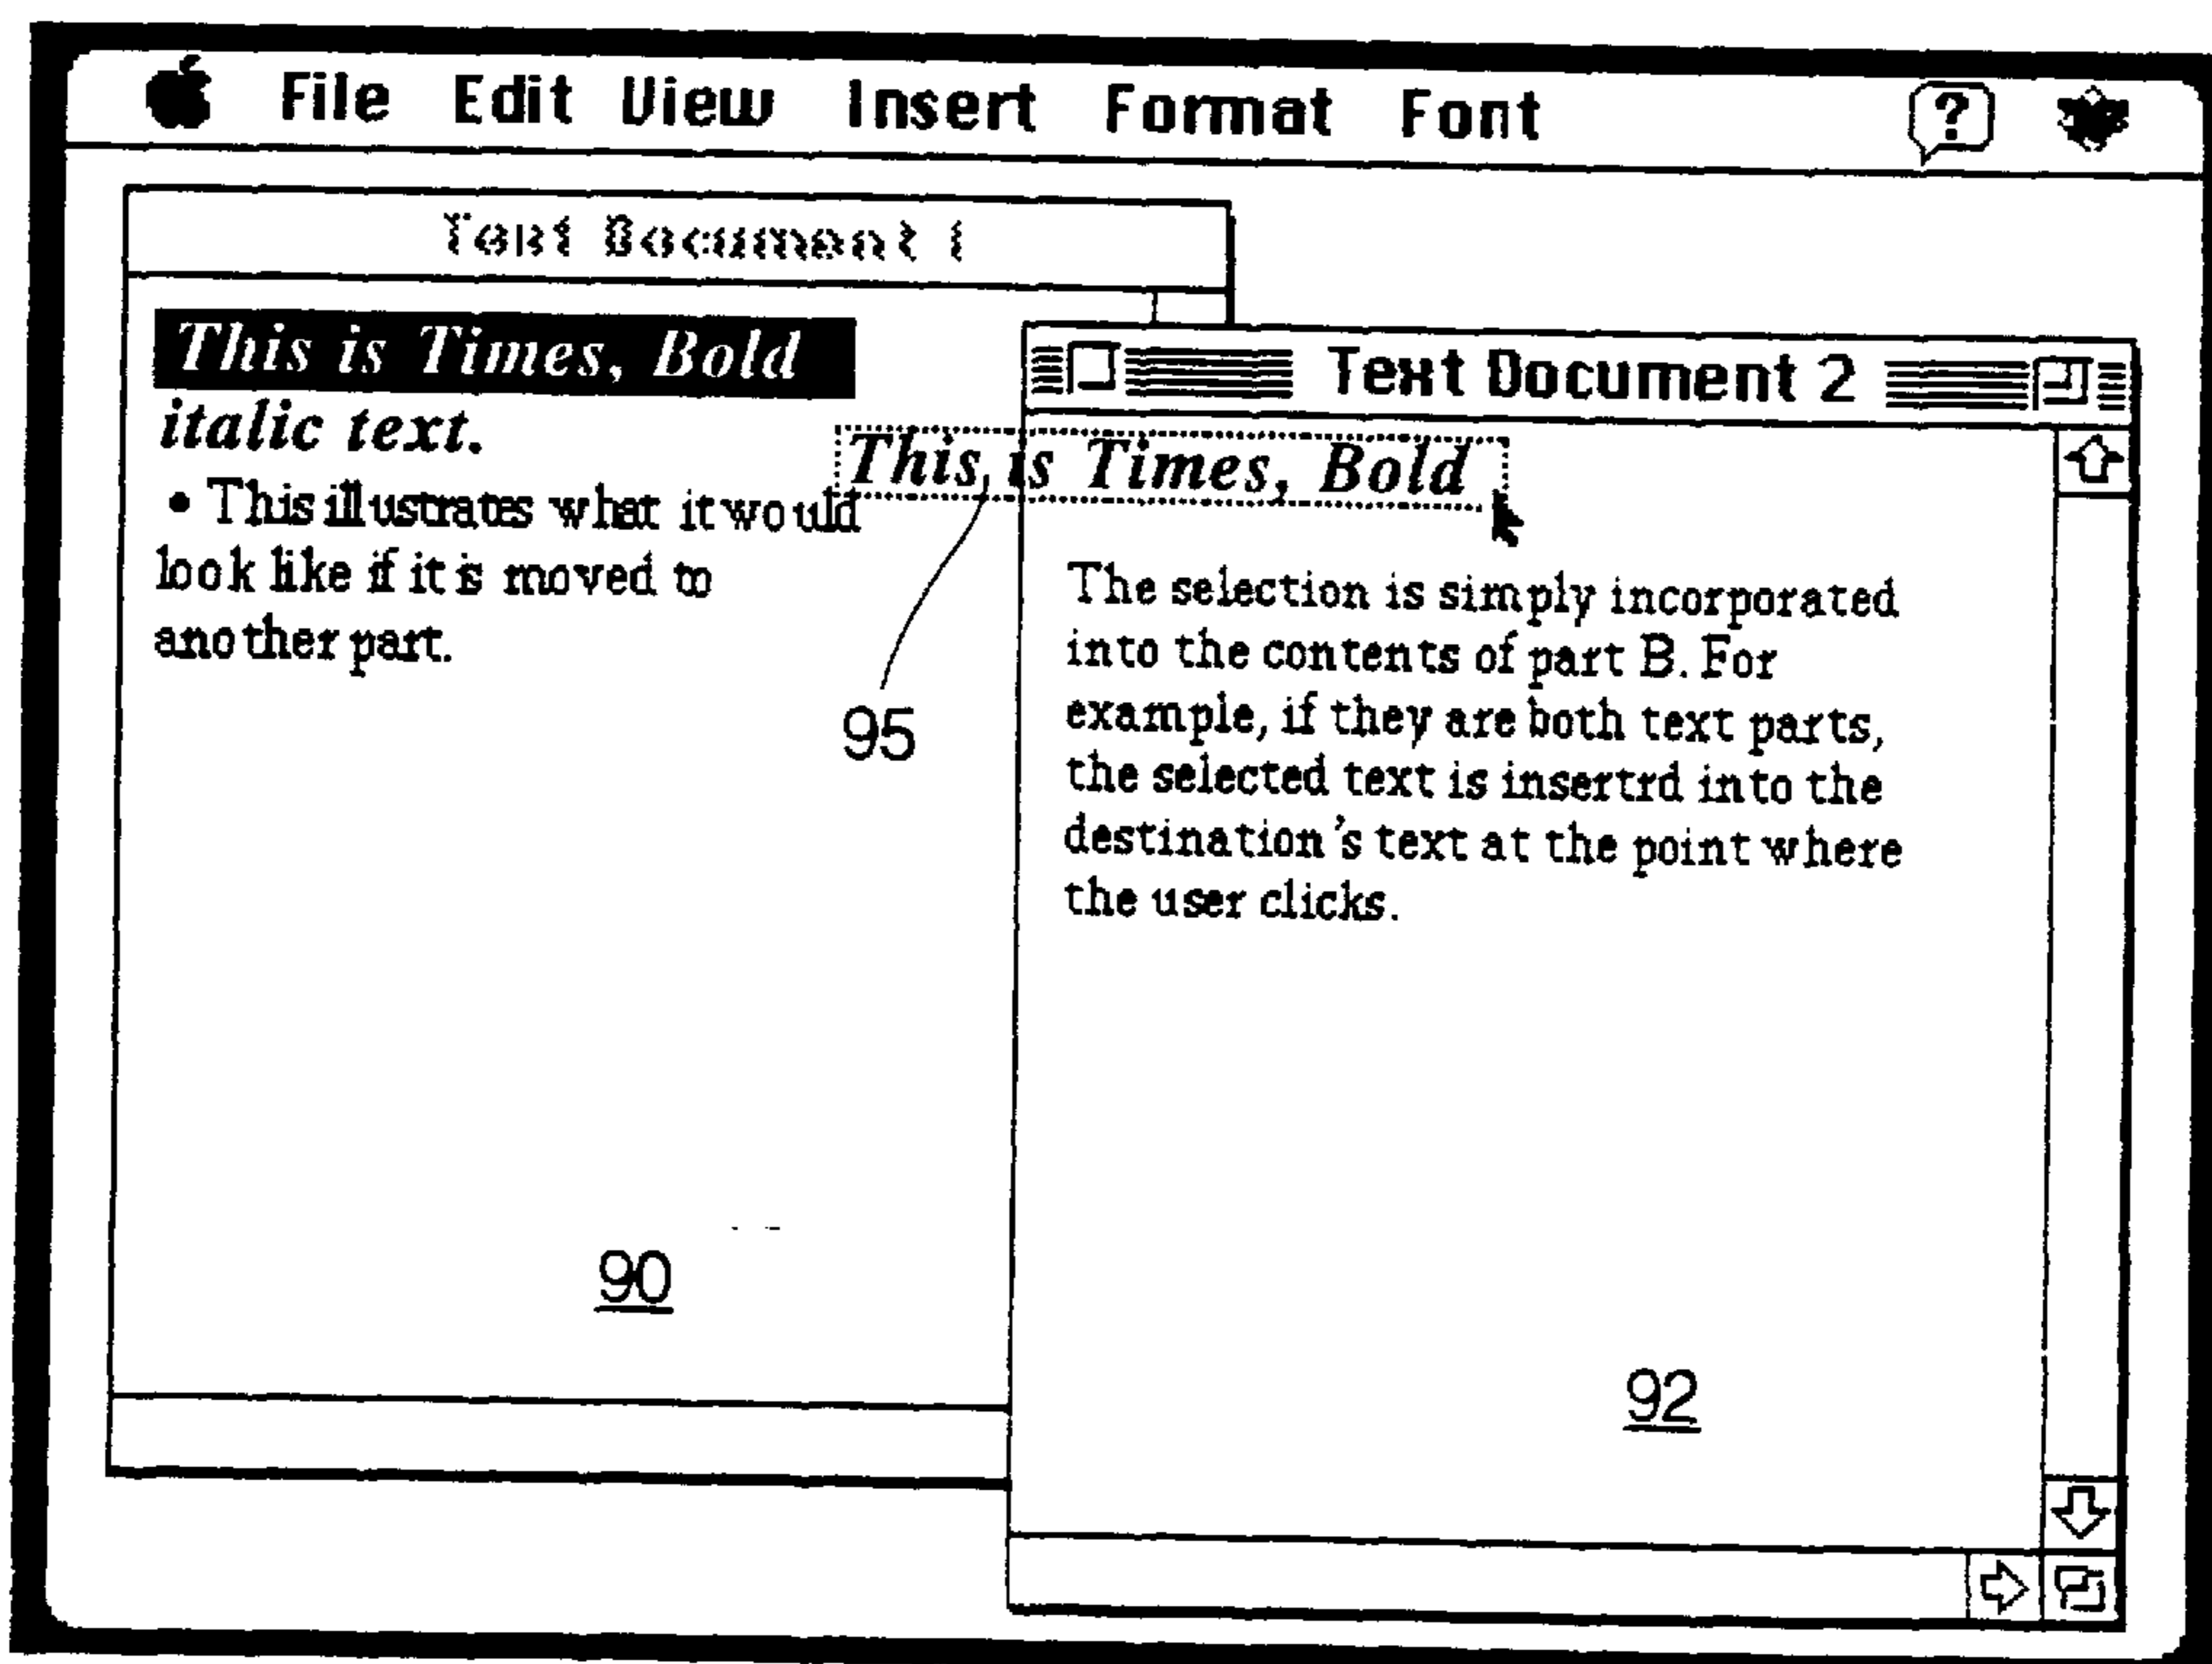 File Edit View Insert Format Font ?
Text Document 1
This is Times, Bold
italic text.
• This illustrates what it would
look like if it is moved to
another part.
90
Text Document 2
This is Times, Bold
95
The selection is simply incorporated
into the contents of part B. For
example, if they are both text parts,
the selected text is insertrd into the
destination's text at the point where
the user clicks.
92